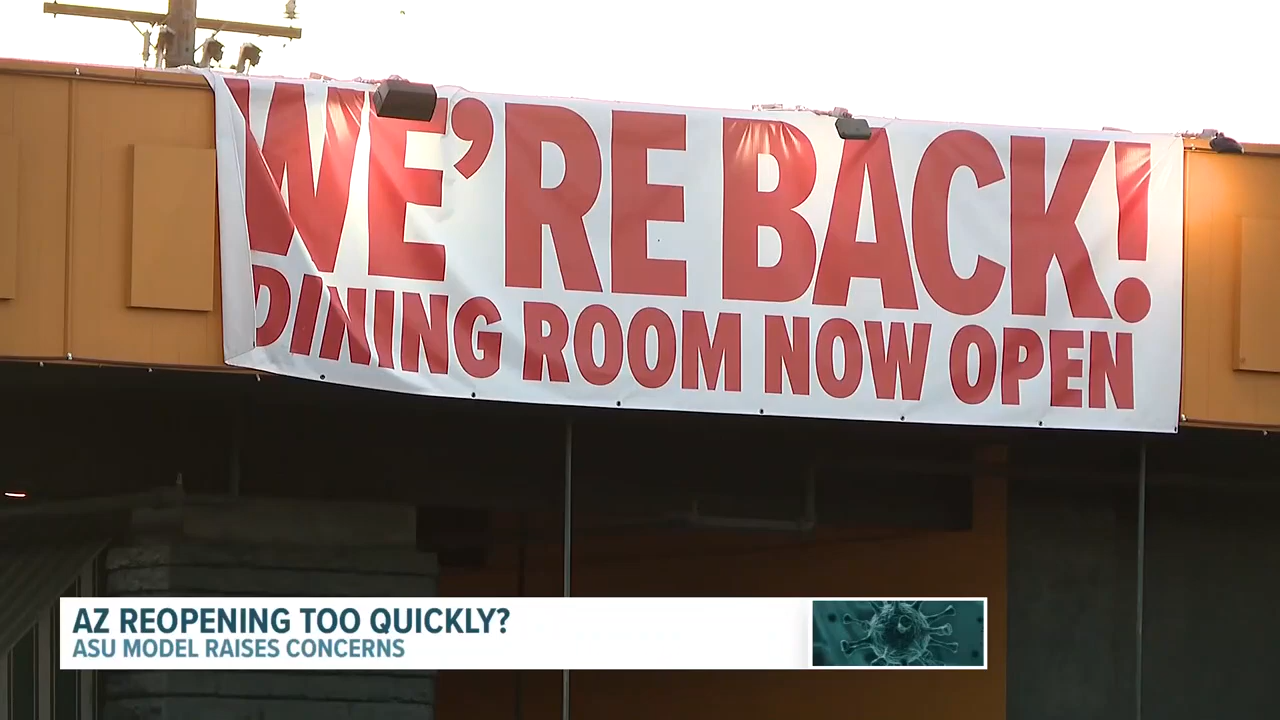 WE'RE BACK!
DINING ROOM NOW OPEN
AZ REOPENING TOO QUICKLY?
ASU MODEL RAISES CONCERNS